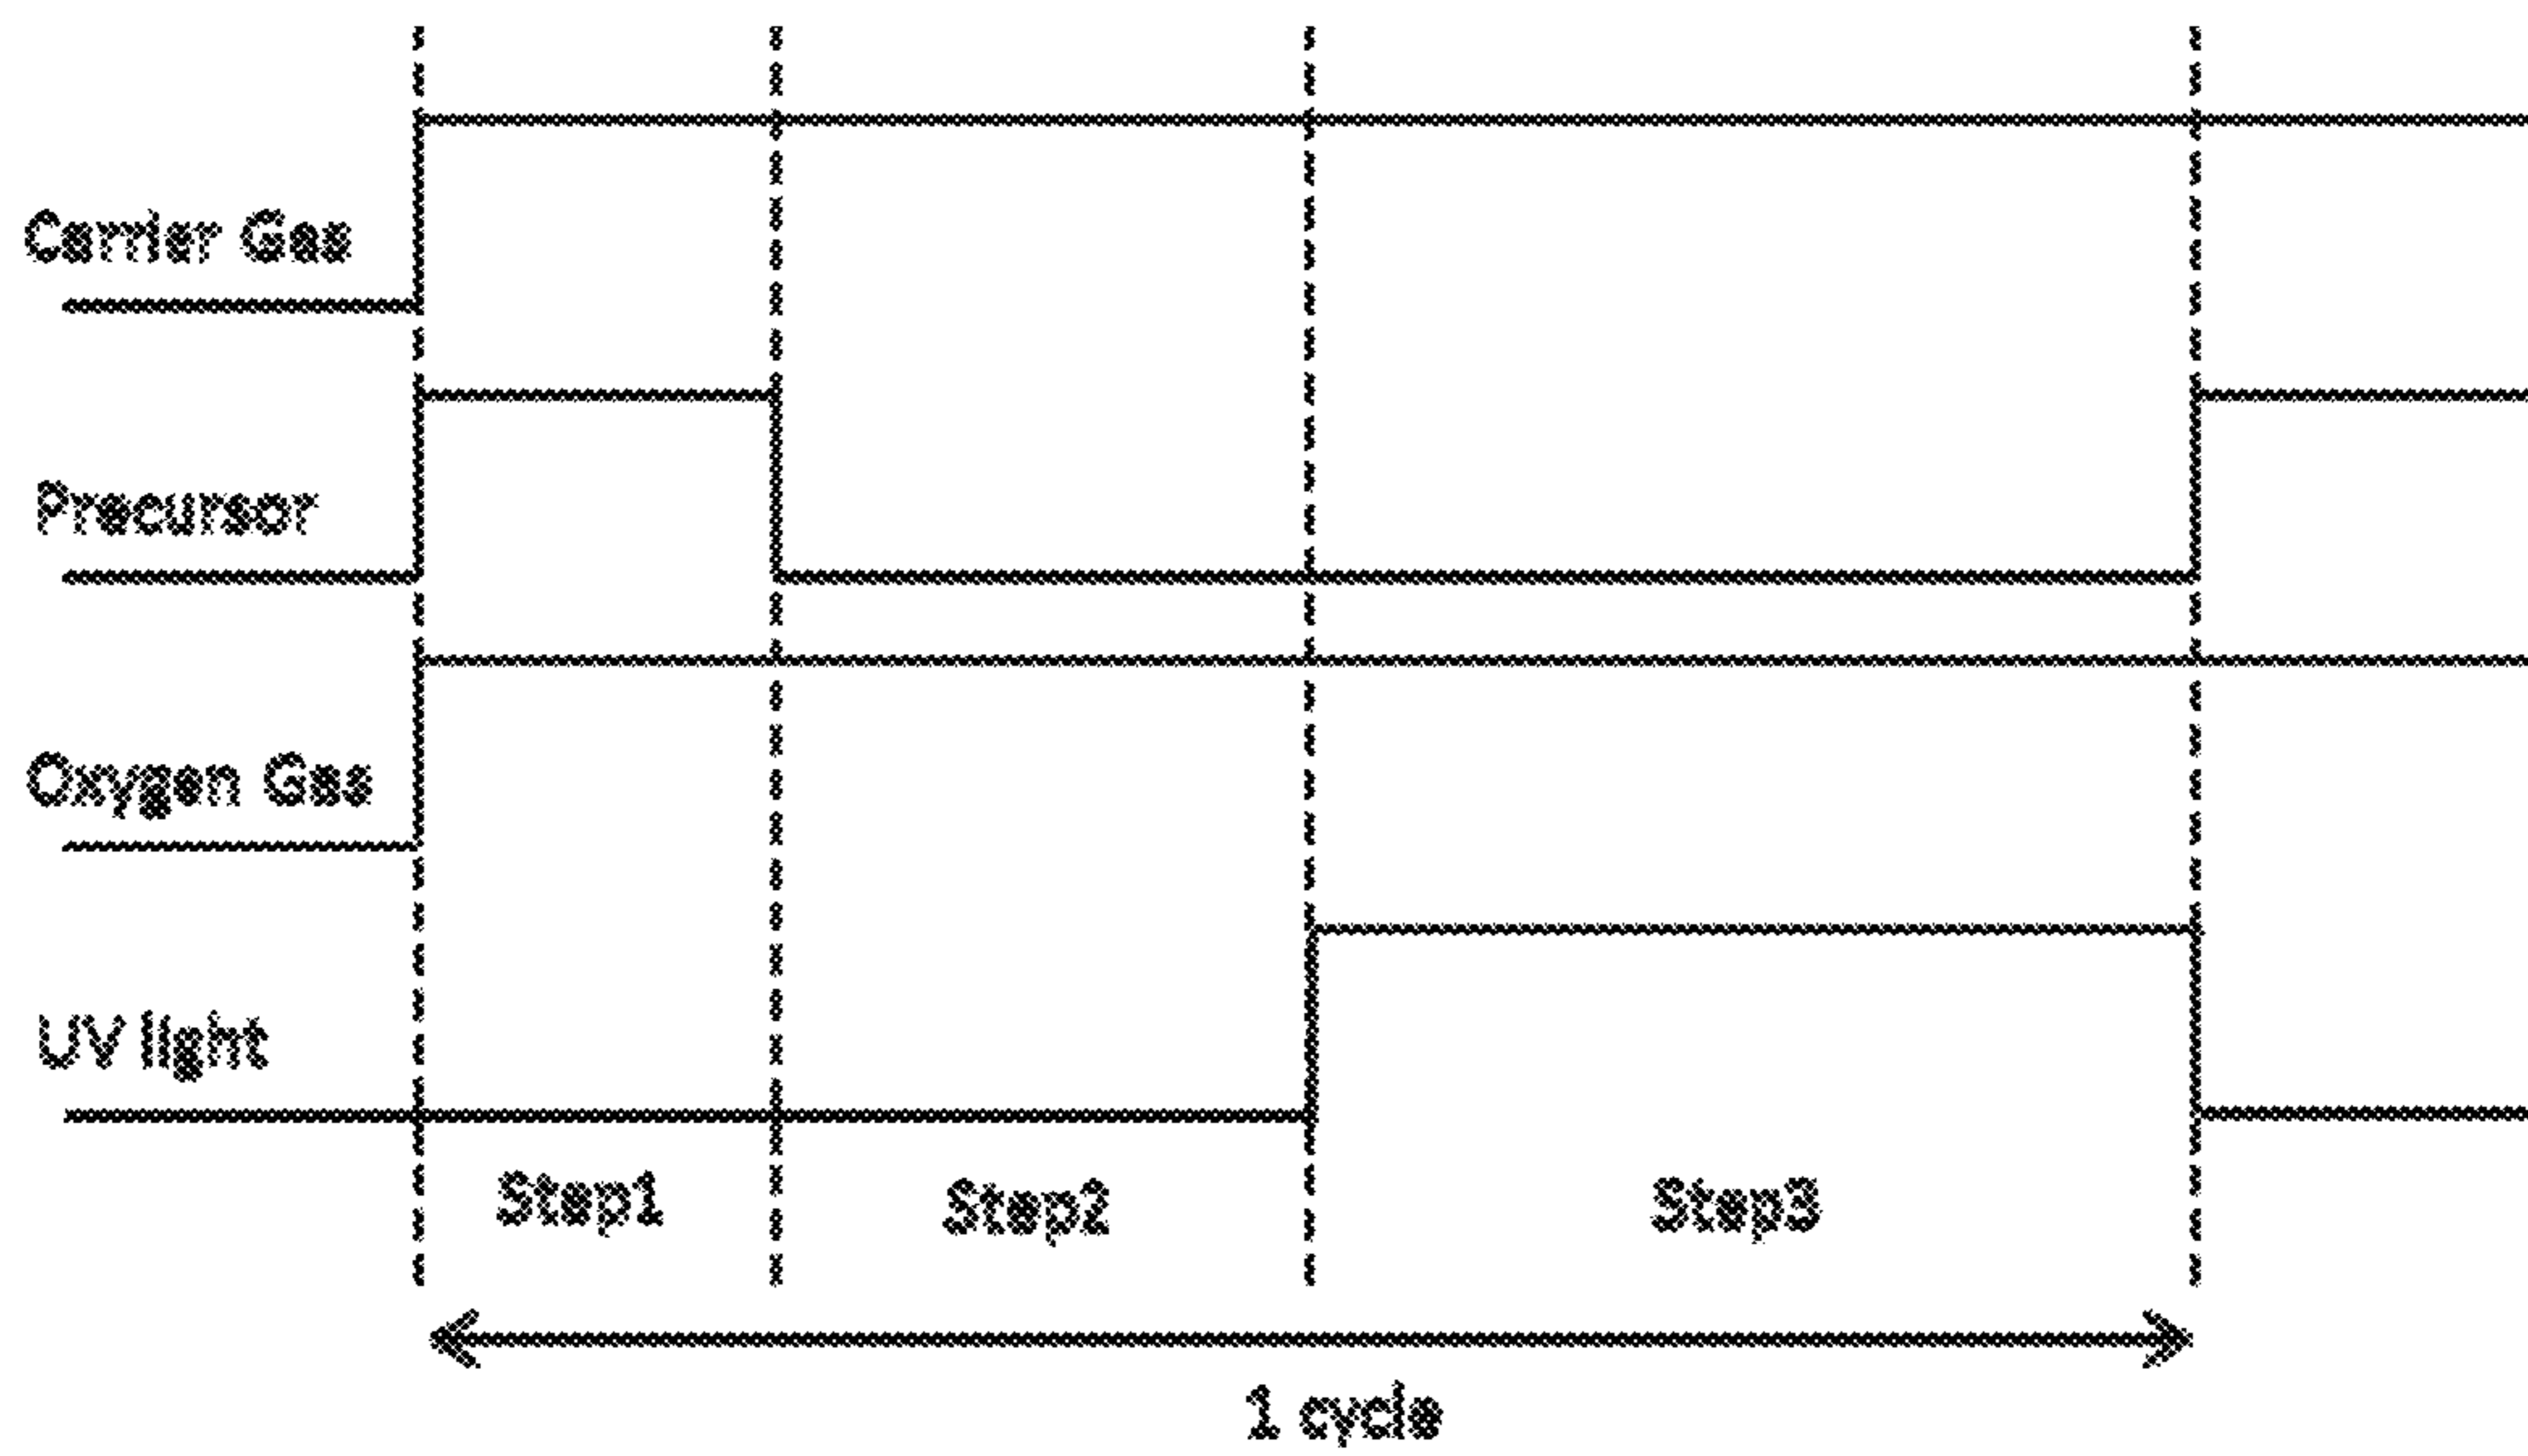 Carrier Gas
Precursor
Oxygen Gas
UV light
Step1 Step2 Step3
1 cycle